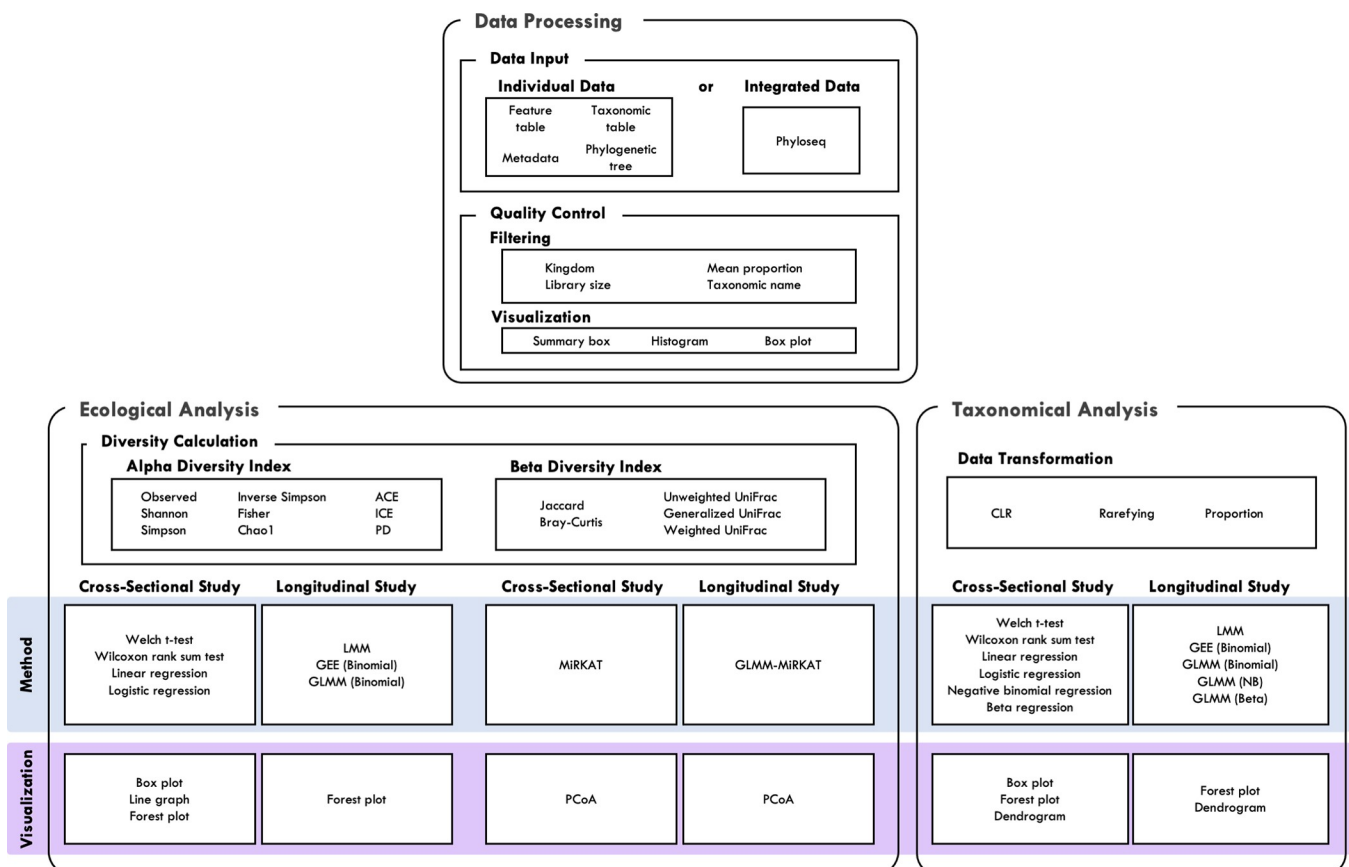 Data Processing
Data Input
Individual Data or Integrated Data
Feature table
Taxonomic table
Metadata
Phylogenetic tree
Phyloseq
Quality Control
Filtering
Kingdom
Library size
Mean proportion
Taxonomic name
Visualization
Summary box Histogram Box plot
Ecological Analysis
Diversity Calculation
Alpha Diversity Index
Observed Inverse Simpson ACE
Shannon Fisher ICE
Simpson Chao1 PD
Beta Diversity Index
Jaccard
Bray-Curtis
Unweighted UniFrac
Generalized UniFrac
Weighted UniFrac
Taxonomical Analysis
Data Transformation
CLR Rarefying Proportion
Method
Cross-Sectional Study
Welch t-test
Wilcoxon rank sum test
Linear regression
Logistic regression
Longitudinal Study
LMM
GEE (Binomial)
GLMM (Binomial)
Cross-Sectional Study
MiRKAT
Longitudinal Study
GLMM-MiRKAT
Cross-Sectional Study
Welch t-test
Wilcoxon rank sum test
Linear regression
Logistic regression
Negative binomial regression
Beta regression
Longitudinal Study
LMM
GEE (Binomial)
GLMM (Binomial)
GLMM (NB)
GLMM (Beta)
Visualization
Box plot
Line graph
Forest plot
Forest plot
PCoA
PCoA
Box plot
Forest plot
Dendrogram
Forest plot
Dendrogram